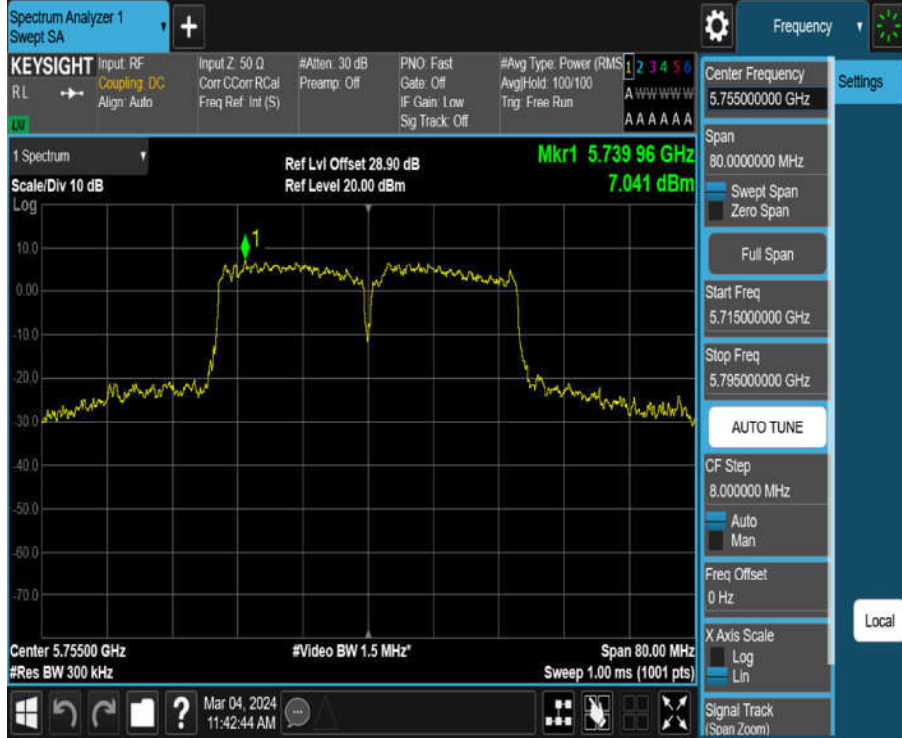 Spectrum Analyzer 1
Swept SA
+
Frequency
KEYSIGHT
RL
LXI
Input: RF
Coupling: DC
Align: Auto
Input Z: 50 Ω
Corr CCorr RCal
Freq Ref: Int (S)
#Atten: 30 dB
Preamp: Off
PNO: Fast
Gate: Off
IF Gain: Low
Sig Track: Off
#Avg Type: Power (RMS
Avg|Hold: 100/100
Trig: Free Run
1 2 3 4 5 6
A W W W W W
A A A A A A
Center Frequency
5.755000000 GHz
Settings
Span
80.0000000 MHz
Swept Span
Zero Span
Full Span
Start Freq
5.715000000 GHz
Stop Freq
5.795000000 GHz
AUTO TUNE
CF Step
8.000000 MHz
Auto
Man
Freq Offset
0 Hz
X Axis Scale
Log
Lin
Signal Track
(Span Zoom)
Local
1 Spectrum
Scale/Div 10 dB
Log
Ref Lvl Offset 28.90 dB
Ref Level 20.00 dBm
Mkr1 5.739 96 GHz
7.041 dBm
1
10.0
0.00
-10.0
-20.0
-30.0
-40.0
-50.0
-60.0
-70.0
Center 5.75500 GHz
#Video BW 1.5 MHz*
Span 80.00 MHz
#Res BW 300 kHz
Sweep 1.00 ms (1001 pts)
?
Mar 04, 2024
11:42:44 AM